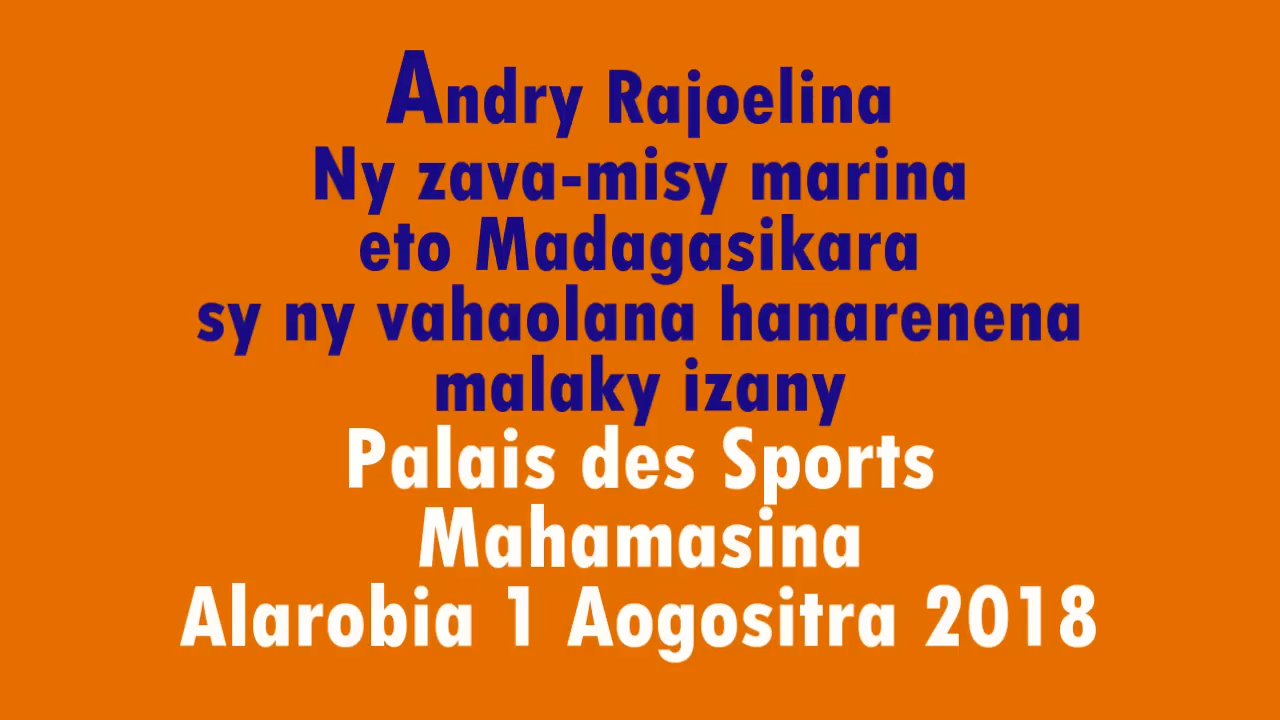 Andry Rajoelina
Ny zava-misy marina
eto Madagasikara
sy ny vahaolana hanarenena
malaky izany
Palais des Sports
Mahamasina
Alarobia 1 Aogositra 2018